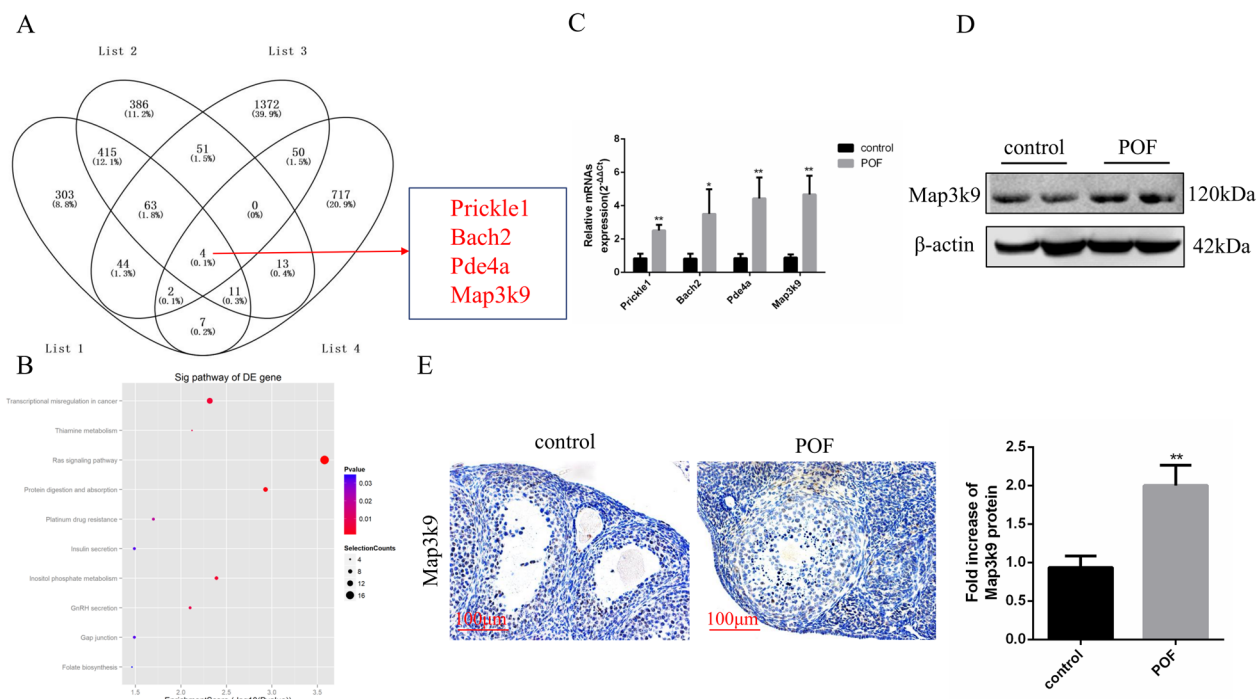 A
List 2
List 3
386
(11.2%)
1372
(39.9%)
415
(12.1%)
51
(1.5%)
50
(1.5%)
303
(8.8%)
63
(1.8%)
0
(0%)
717
(20.9%)
44
(1.3%)
4
(0.1%)
13
(0.4%)
2
(0.1%)
11
(0.3%)
7
(0.2%)
List 1
List 4
Prickle1
Bach2
Pde4a
Map3k9
B
Sig pathway of DE gene
Transcriptional misregulation in cancer
Thiamine metabolism
Ras signaling pathway
Protein digestion and absorption
Platinum drug resistance
Insulin secretion
Inositol phosphate metabolism
GnRH secretion
Gap junction
Folate biosynthesis
1.5 2.0 2.5 3.0 3.5
Pvalue
0.03
0.02
0.01
SelectionCounts
4
8
12
16
C
Relative mRNAs
expression(2-ΔΔCt)
8
6
4
2
0
control
POF
**
*
**
**
Prickle1
Bach2
Pde4a
Map3k9
D
control POF
Map3k9 120kDa
β-actin 42kDa
E
control
POF
Map3k9
100μm
100μm
Fold increase of
Map3k9 protein
2.5
2.0
1.5
1.0
0.5
0.0
**
control
POF